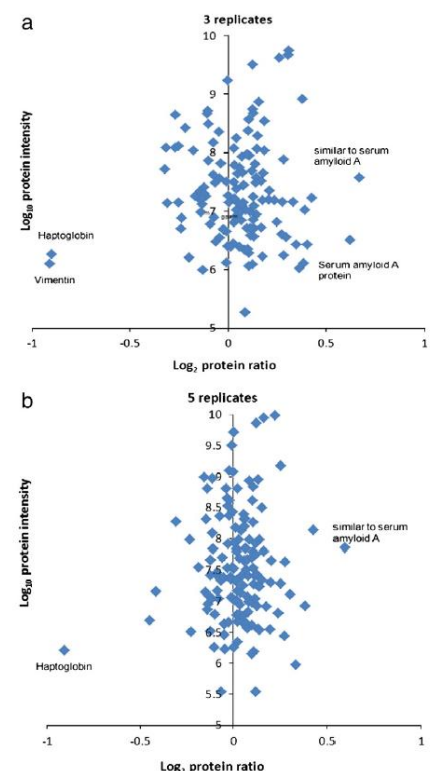 a
3 replicates
10
9
8
7
6
5
Log₁₀ protein intensity
similar to serum
amyloid A
Haptoglobin
Vimentin
Serum amyloid A
protein
-1
-0.5
0
0.5
1
Log₂ protein ratio
b
5 replicates
10
9.5
9
8.5
8
7.5
7
6.5
6
5.5
5
Log₁₀ protein intensity
similar to serum
amyloid A
Haptoglobin
-1
-0.5
0
0.5
1
Log₂ protein ratio